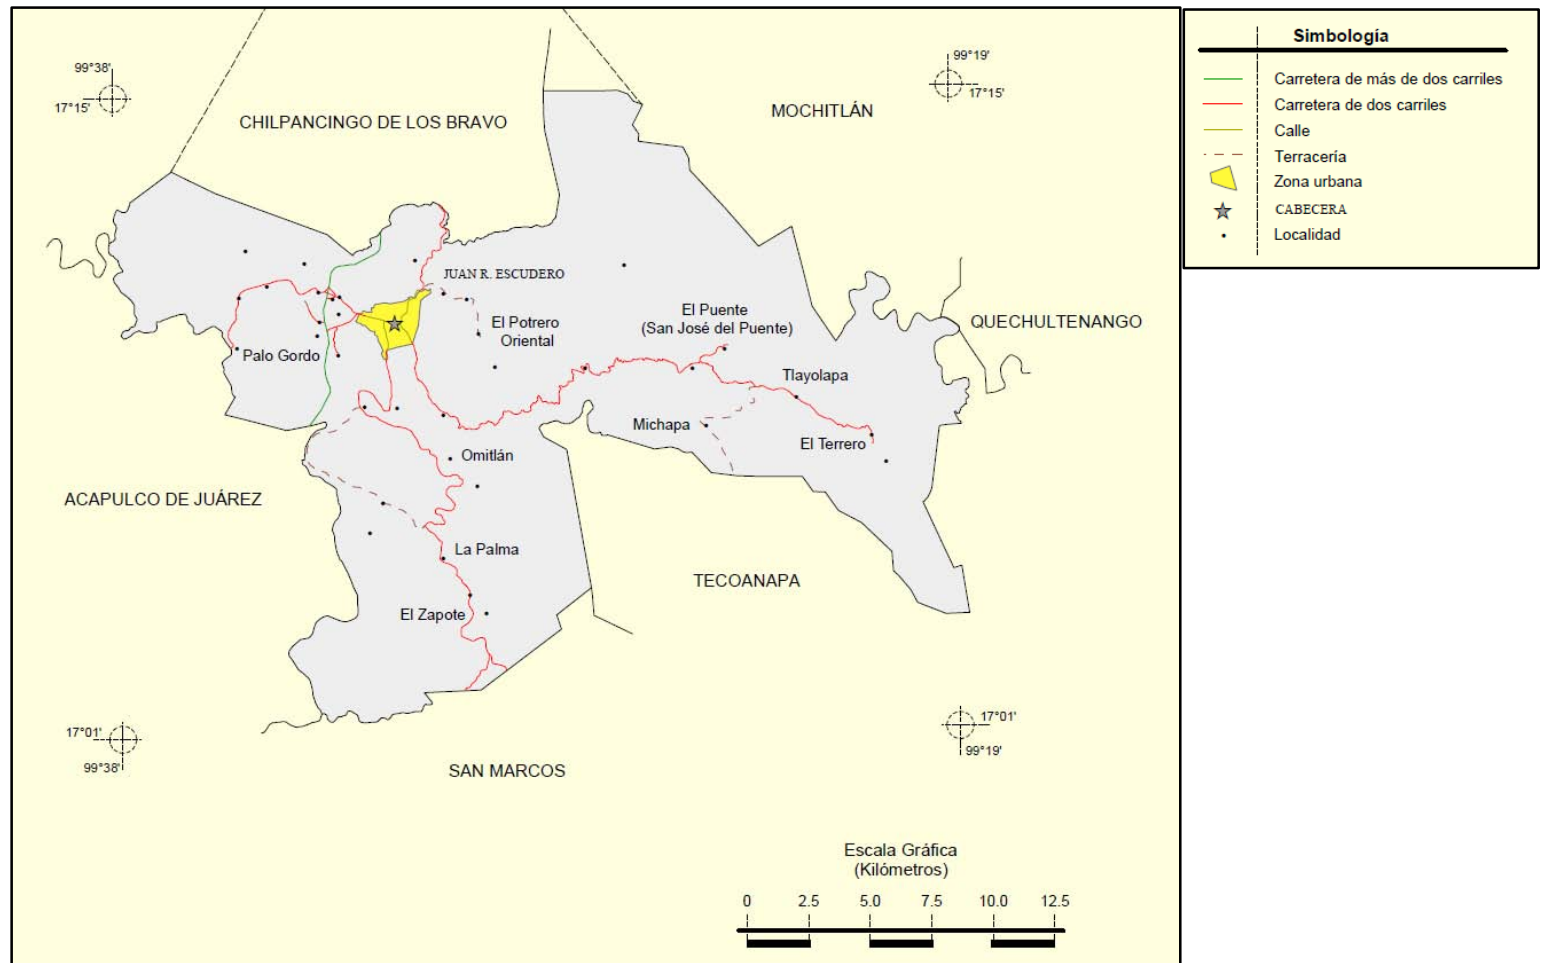 99°38'
17°15'
CHILPANCINGO DE LOS BRAVO
MOCHITLÁN
99°19'
17°15'
JUAN R. ESCUDERO
El Potrero
Oriental
El Puente
(San José del Puente)
QUECHULTENANGO
Palo Gordo
Tlayolapa
Michapa
El Terrero
Omitlán
ACAPULCO DE JUÁREZ
La Palma
TECOANAPA
El Zapote
17°01'
99°38'
17°01'
99°19'
SAN MARCOS
Escala Gráfica
(Kilómetros)
0 2.5 5.0 7.5 10.0 12.5
Simbología
Carretera de más de dos carriles
Carretera de dos carriles
Calle
Terracería
Zona urbana
CABECERA
Localidad